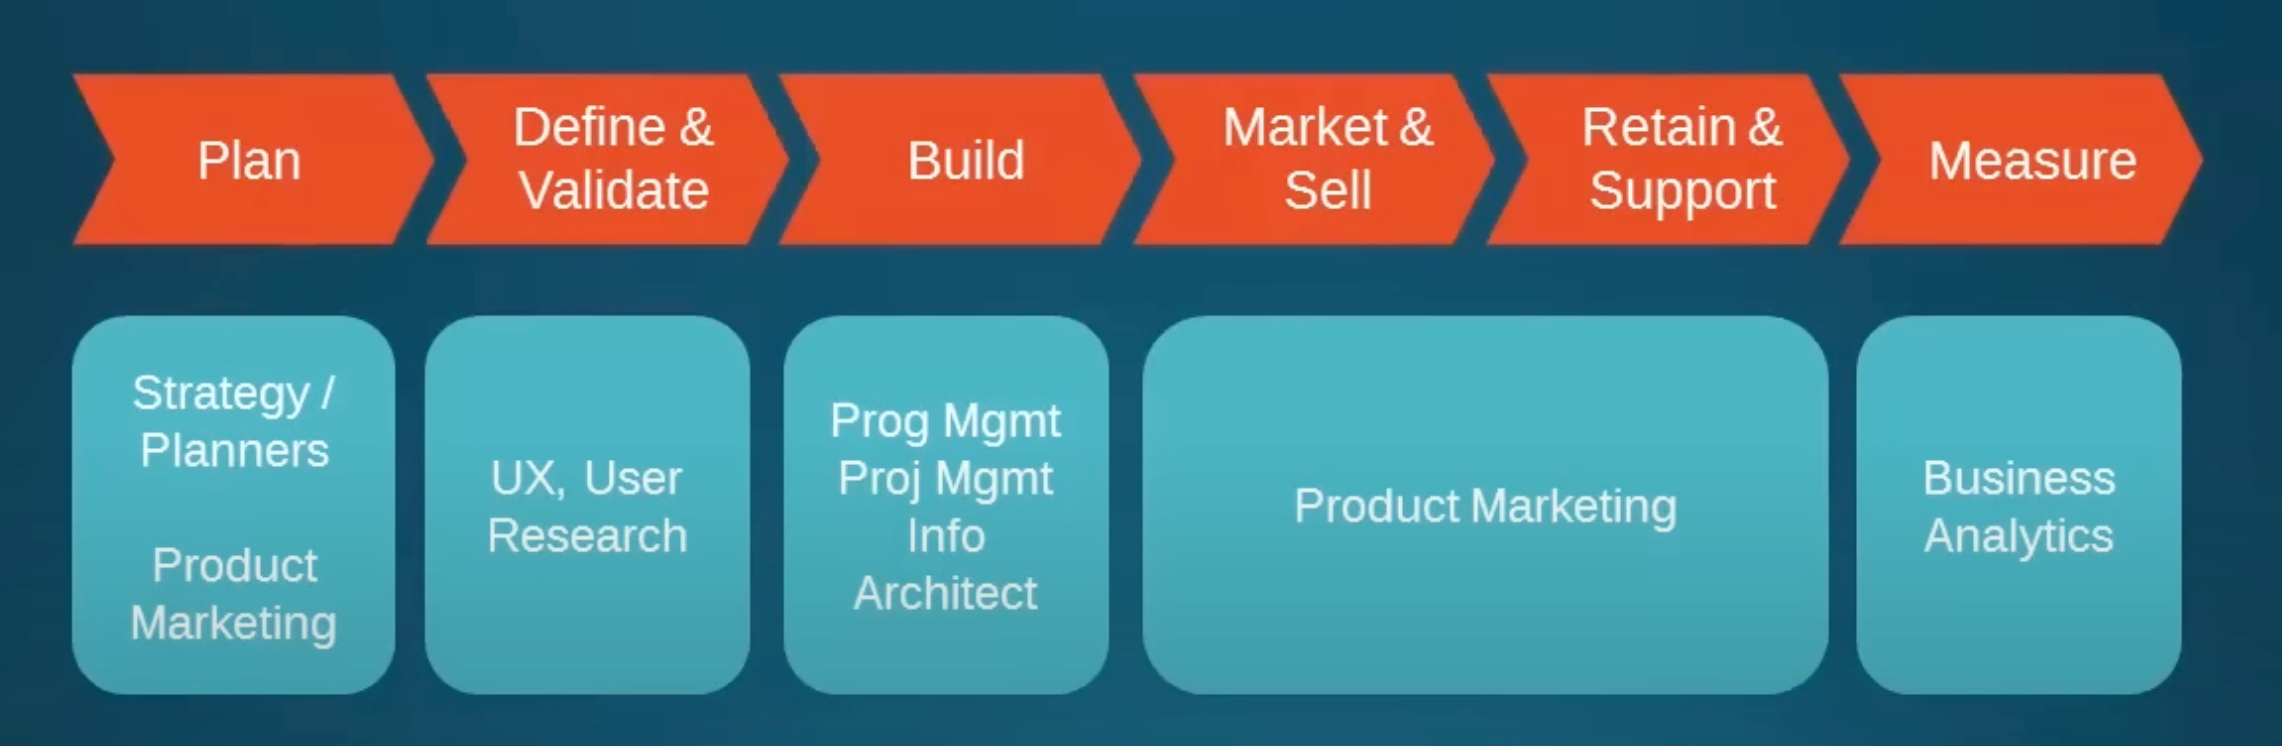 Plan
Define &
Validate
Build
Market &
Sell
Retain &
Support
Measure
Strategy /
Planners
Product
Marketing
UX, User
Research
Prog Mgmt
Proj Mgmt
Info
Architect
Product Marketing
Business
Analytics